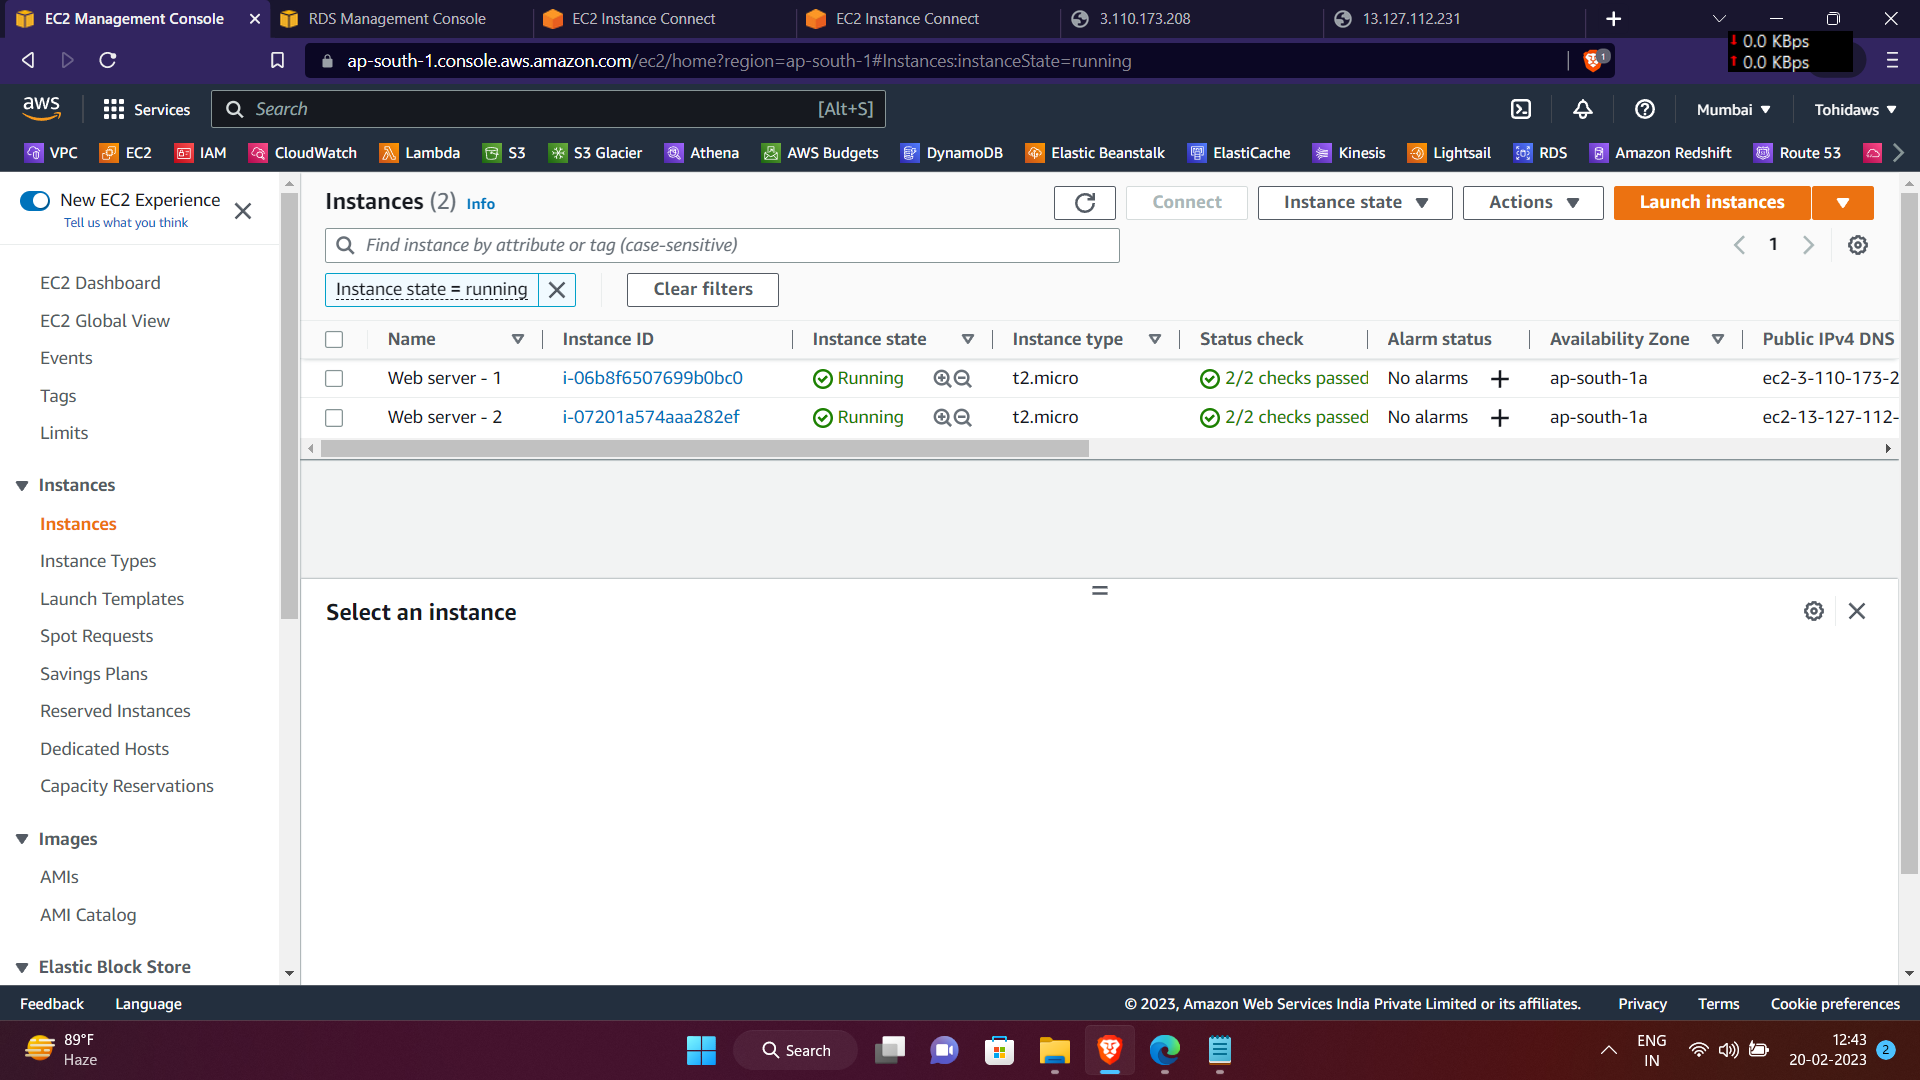 EC2 Management Console
RDS Management Console
EC2 Instance Connect
EC2 Instance Connect
3.110.173.208
13.127.112.231
ap-south-1.console.aws.amazon.com/ec2/home?region=ap-south-1#Instances:instanceState=running
1
0.0 KBps
0.0 KBps
aws
Services
Search
[Alt+S]
Mumbai
Tohidaws
VPC
EC2
IAM
CloudWatch
Lambda
S3
S3 Glacier
Athena
AWS Budgets
DynamoDB
Elastic Beanstalk
ElastiCache
Kinesis
Lightsail
RDS
Amazon Redshift
Route 53
New EC2 Experience
Tell us what you think
EC2 Dashboard
EC2 Global View
Events
Tags
Limits
Instances
Instances
Instance Types
Launch Templates
Spot Requests
Savings Plans
Reserved Instances
Dedicated Hosts
Capacity Reservations
Images
AMIs
AMI Catalog
Elastic Block Store
Instances (2) Info
Connect
Instance state
Actions
Launch instances
Find instance by attribute or tag (case-sensitive)
1
Instance state = running
Clear filters
Name Instance ID Instance state Instance type Status check Alarm status Availability Zone Public IPv4 DNS
Web server - 1 i-06b8f6507699b0bc0 Running t2.micro 2/2 checks passed No alarms ap-south-1a ec2-3-110-173-2
Web server - 2 i-07201a574aaa282ef Running t2.micro 2/2 checks passed No alarms ap-south-1a ec2-13-127-112-
Select an instance
Feedback
Language
© 2023, Amazon Web Services India Private Limited or its affiliates.
Privacy
Terms
Cookie preferences
89°F
Haze
Search
ENG
IN
12:43
20-02-2023
2